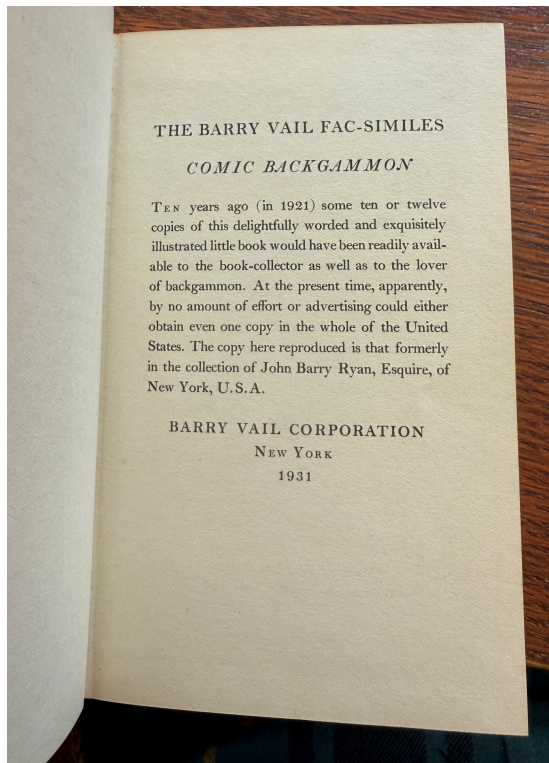 THE BARRY VAIL FAC-SIMILES
COMIC BACKGAMMON
TEN years ago (in 1921) some ten or twelve
copies of this delightfully worded and exquisitely
illustrated little book would have been readily avail-
able to the book-collector as well as to the lover
of backgammon. At the present time, apparently,
by no amount of effort or advertising could either
obtain even one copy in the whole of the United
States. The copy here reproduced is that formerly
in the collection of John Barry Ryan, Esquire, of
New York, U.S.A.
BARRY VAIL CORPORATION
NEW YORK
1931